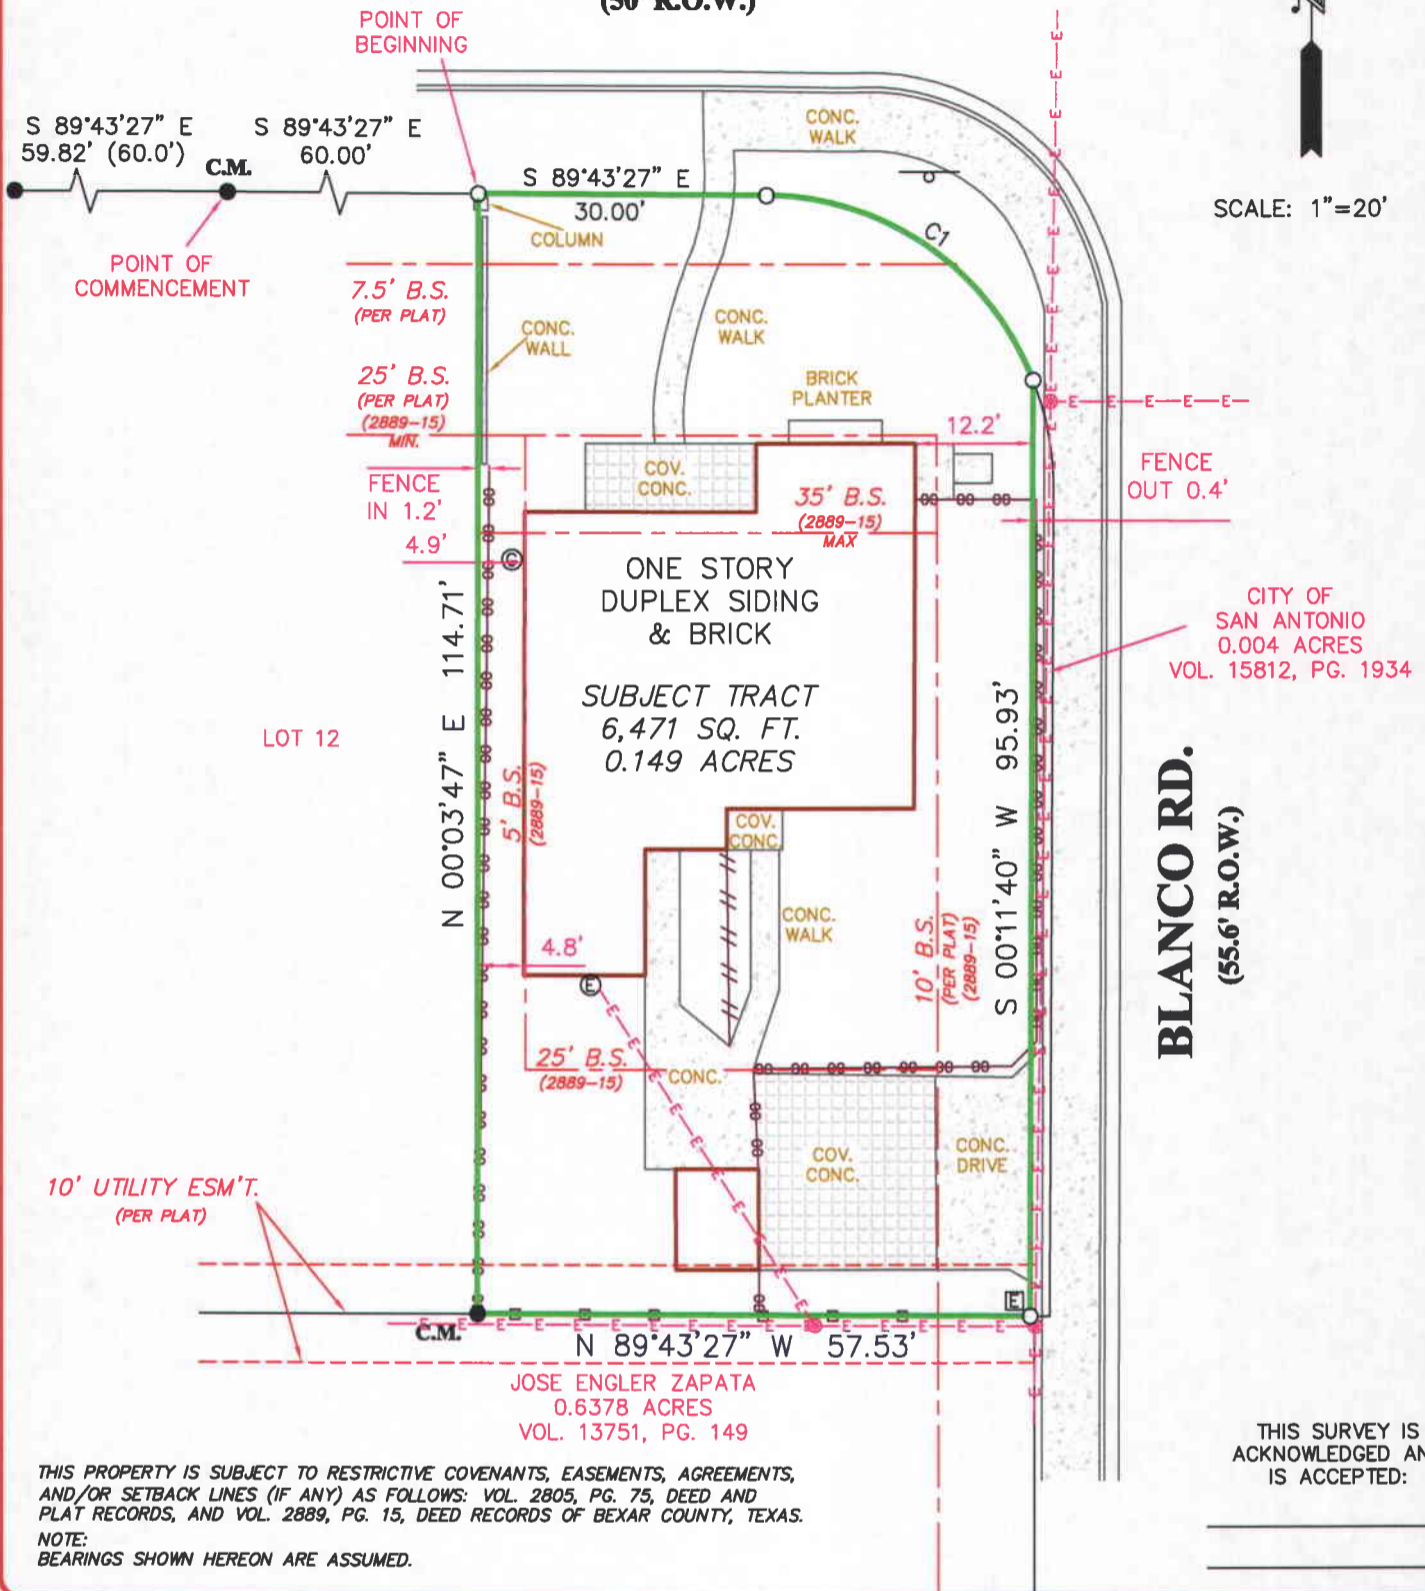 (50' R.O.W.)
POINT OF
BEGINNING
S 89°43'27" E
59.82' (60.0')
C.M.
S 89°43'27" E
60.00'
S 89°43'27" E
30.00'
C1
CONC.
WALK
SCALE: 1"=20'
POINT OF
COMMENCEMENT
COLUMN
7.5' B.S.
(PER PLAT)
CONC.
WALL
CONC.
WALK
25' B.S.
(PER PLAT)
(2889-15)
MIN.
BRICK
PLANTER
12.2'
E E E E
FENCE
IN 1.2'
COV.
CONC.
35' B.S.
(2889-15)
MAX
FENCE
OUT 0.4'
4.9'
C
ONE STORY
DUPLEX SIDING
& BRICK
SUBJECT TRACT
6,471 SQ. FT.
0.149 ACRES
CITY OF
SAN ANTONIO
0.004 ACRES
VOL. 15812, PG. 1934
N 00°03'47" E 114.71'
LOT 12
5' B.S.
(2889-15)
S 00°11'40" W 95.93'
BLANCO RD.
(55.6' R.O.W.)
COV.
CONC.
CONC.
WALK
4.8'
E
10' B.S.
(PER PLAT)
(2889-15)
25' B.S.
(2889-15)
CONC.
COV.
CONC.
CONC.
DRIVE
10' UTILITY ESM'T.
(PER PLAT)
E
C.M.
N 89°43'27" W 57.53'
JOSE ENGLER ZAPATA
0.6378 ACRES
VOL. 13751, PG. 149
THIS SURVEY IS
ACKNOWLEDGED AN
IS ACCEPTED:
THIS PROPERTY IS SUBJECT TO RESTRICTIVE COVENANTS, EASEMENTS, AGREEMENTS,
AND/OR SETBACK LINES (IF ANY) AS FOLLOWS: VOL. 2805, PG. 75, DEED AND
PLAT RECORDS, AND VOL. 2889, PG. 15, DEED RECORDS OF BEXAR COUNTY, TEXAS.
NOTE:
BEARINGS SHOWN HEREON ARE ASSUMED.